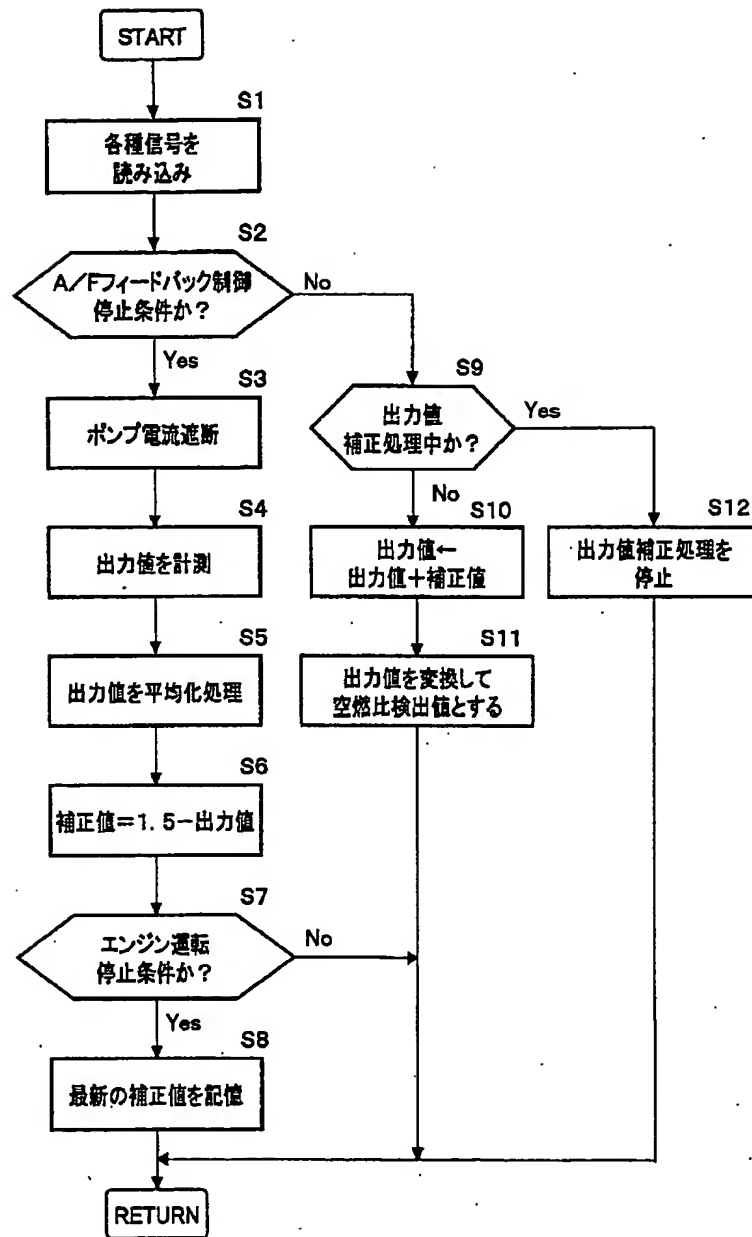 START
S1
各種信号を
読み込み
S2
A/Fフィードバック制御
停止条件か？
No
Yes
S3
ポンプ電流遮断
S9
出力値
補正処理中か？
Yes
No
S4
出力値を計測
S10
出力値←
出力値＋補正値
S12
出力値補正処理を
停止
S5
出力値を平均化処理
S11
出力値を変換して
空燃比検出値とする
S6
補正値＝1.5－出力値
S7
エンジン運転
停止条件か？
No
Yes
S8
最新の補正値を記憶
RETURN